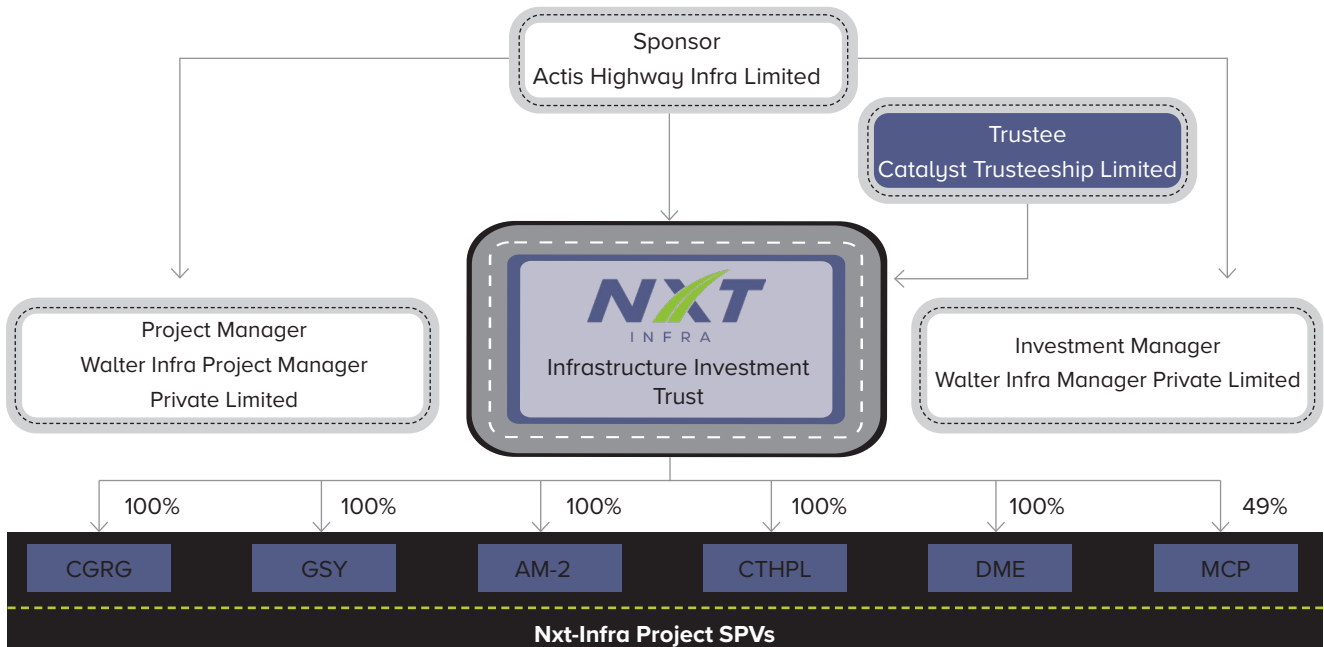 Sponsor
Actis Highway Infra Limited
Trustee
Catalyst Trusteeship Limited
NXT
INFRA
Infrastructure Investment
Trust
Project Manager
Walter Infra Project Manager
Private Limited
Investment Manager
Walter Infra Manager Private Limited
100% 100% 100% 100% 100% 49%
CGRG GSY AM-2 CTHPL DME MCP
Nxt-Infra Project SPVs